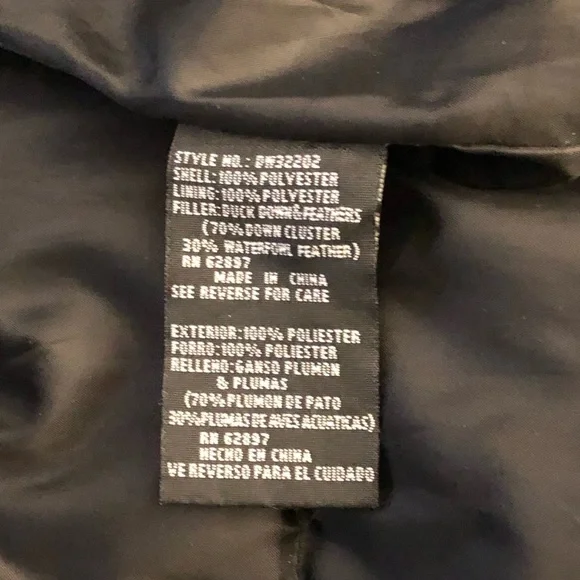 STYLE NO.: DW32202
SHELL:100% POLYESTER
LINING:100% POLYESTER
FILLER:DUCK DOWN&FEATHERS
(70% DOWN CLUSTER
30% WATERFOWL FEATHER)
RN 62897
MADE IN CHINA
SEE REVERSE FOR CARE
EXTERIOR:100% POLIESTER
FORRO:100% POLIESTER
RELLENO:GANSO PLUMON
& PLUMAS
(70% PLUMON DE PATO
30% PLUMAS DE AVES ACUATICAS)
RN 62897
HECHO EN CHINA
VE REVERSO PARA EL CUIDADO